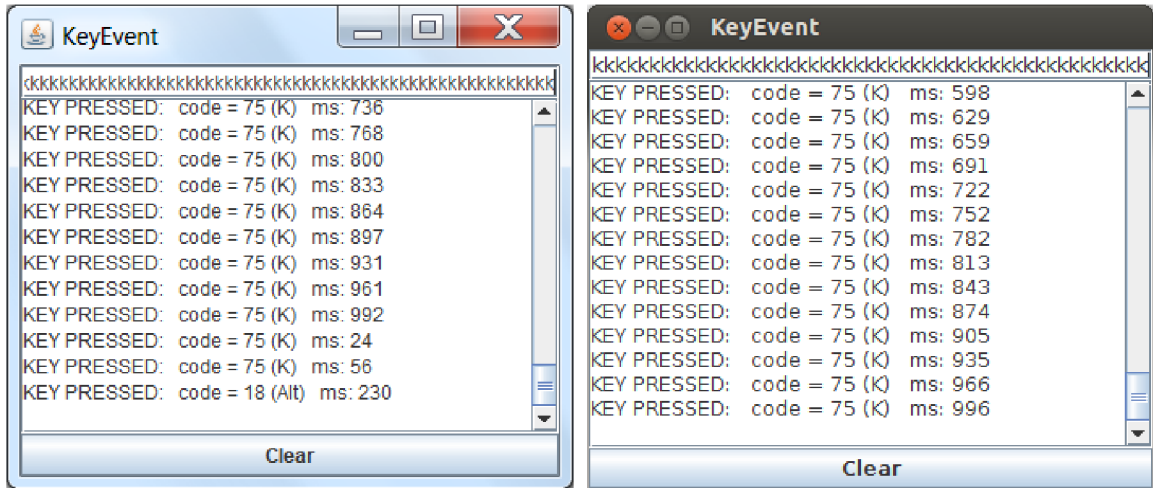 KeyEvent
kkkkkkkkkkkkkkkkkkkkkkkkkkkkkkkkkkkkkkkkkkkkkkkkkkkkkk
KEY PRESSED: code = 75 (K) ms: 736
KEY PRESSED: code = 75 (K) ms: 768
KEY PRESSED: code = 75 (K) ms: 800
KEY PRESSED: code = 75 (K) ms: 833
KEY PRESSED: code = 75 (K) ms: 864
KEY PRESSED: code = 75 (K) ms: 897
KEY PRESSED: code = 75 (K) ms: 931
KEY PRESSED: code = 75 (K) ms: 961
KEY PRESSED: code = 75 (K) ms: 992
KEY PRESSED: code = 75 (K) ms: 24
KEY PRESSED: code = 75 (K) ms: 56
KEY PRESSED: code = 18 (Alt) ms: 230
Clear
KeyEvent
kkkkkkkkkkkkkkkkkkkkkkkkkkkkkkkkkkkkkkkkkkkkkkkkkk
KEY PRESSED: code = 75 (K) ms: 598
KEY PRESSED: code = 75 (K) ms: 629
KEY PRESSED: code = 75 (K) ms: 659
KEY PRESSED: code = 75 (K) ms: 691
KEY PRESSED: code = 75 (K) ms: 722
KEY PRESSED: code = 75 (K) ms: 752
KEY PRESSED: code = 75 (K) ms: 782
KEY PRESSED: code = 75 (K) ms: 813
KEY PRESSED: code = 75 (K) ms: 843
KEY PRESSED: code = 75 (K) ms: 874
KEY PRESSED: code = 75 (K) ms: 905
KEY PRESSED: code = 75 (K) ms: 935
KEY PRESSED: code = 75 (K) ms: 966
KEY PRESSED: code = 75 (K) ms: 996
Clear